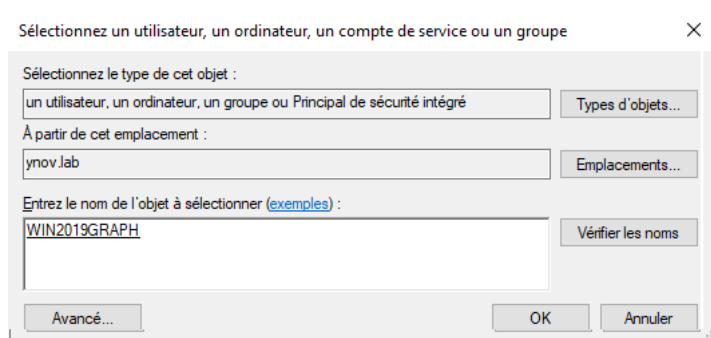 Sélectionnez un utilisateur, un ordinateur, un compte de service ou un groupe
Sélectionnez le type de cet objet :
un utilisateur, un ordinateur, un groupe ou Principal de sécurité intégré
Types d'objets...
À partir de cet emplacement :
ynov.lab
Emplacements...
Entrez le nom de l'objet à sélectionner (exemples) :
WIN2019GRAPH
Vérifier les noms
Avancé...
OK
Annuler